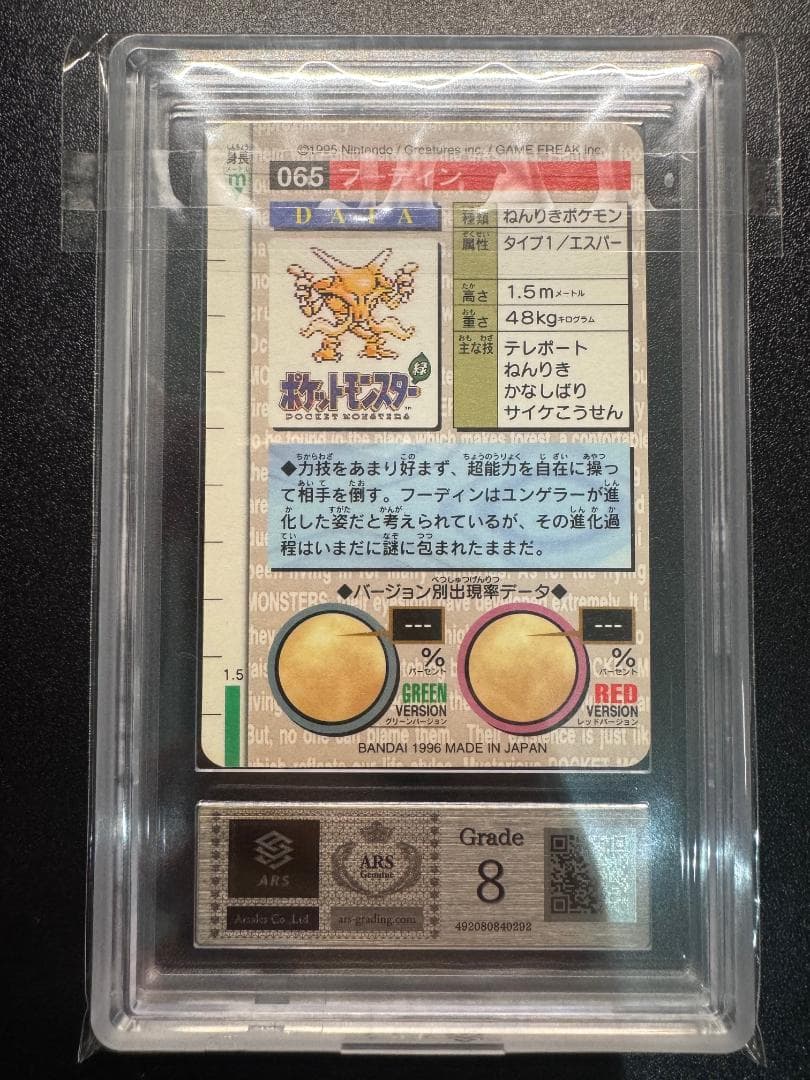 ©1995 Nintendo / Creatures inc. / GAME FREAK inc.
身長
m
065 フーディン
DATA
種類 ねんりきポケモン
属性 タイプ1/エスパー
高さ 1.5mメートル
重さ 48kgキログラム
主な技 テレポート
ねんりき
かなしばり
サイケこうせん
ポケットモンスター 緑
POCKET MONSTERS
◆力技をあまり好まず、超能力を自在に操っ
て相手を倒す。フーディンはユンゲラーが進
化した姿だと考えられているが、その進化過
程はいまだに謎に包まれたままだ。
◆バージョン別出現率データ◆
--- % パーセント
GREEN
VERSION
グリーンバージョン
--- % パーセント
RED
VERSION
レッドバージョン
1.5
BANDAI 1996 MADE IN JAPAN
ARS
Arsales Co.,Ltd.
ARS
Genuine
ars-grading.com
Grade
8
492080840292